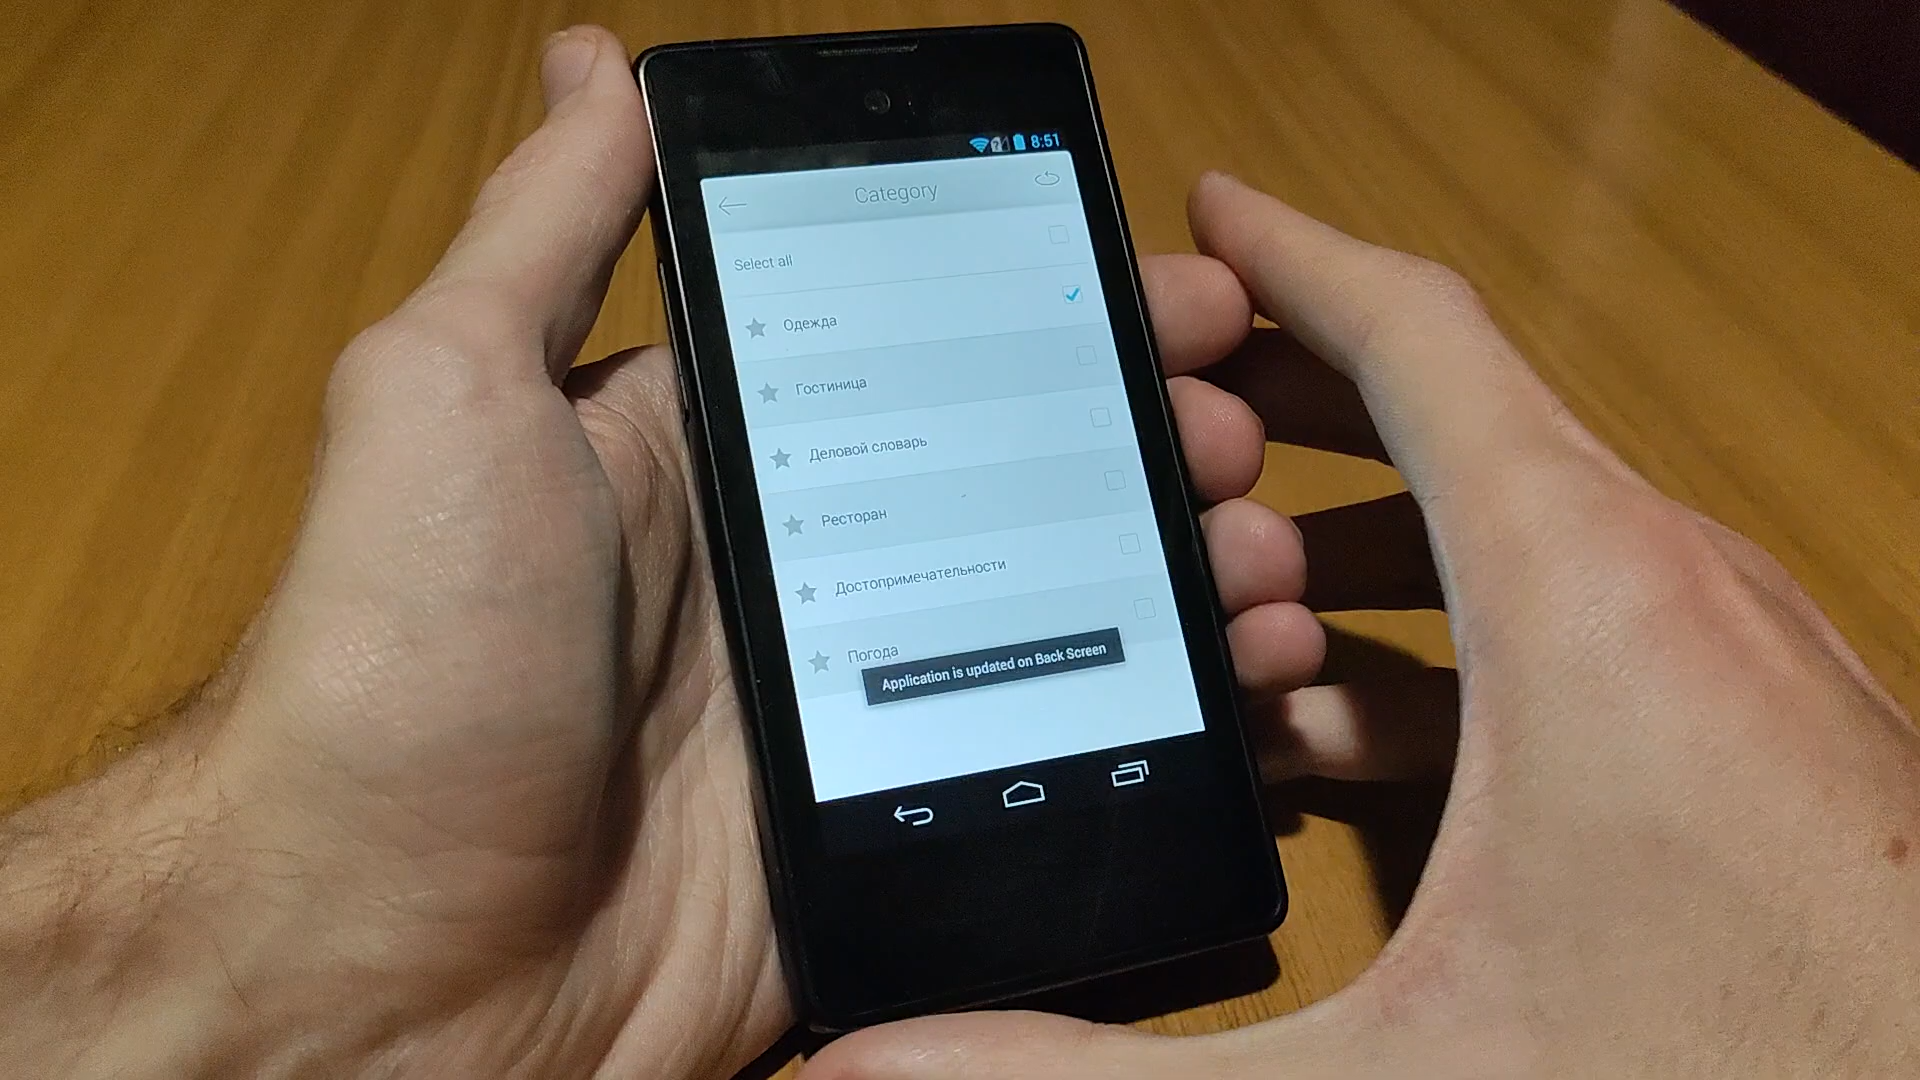 8:51
Category
Select all
Одежда
Гостиница
Деловой словарь
Ресторан
Достопримечательности
Погода
Application is updated on Back Screen